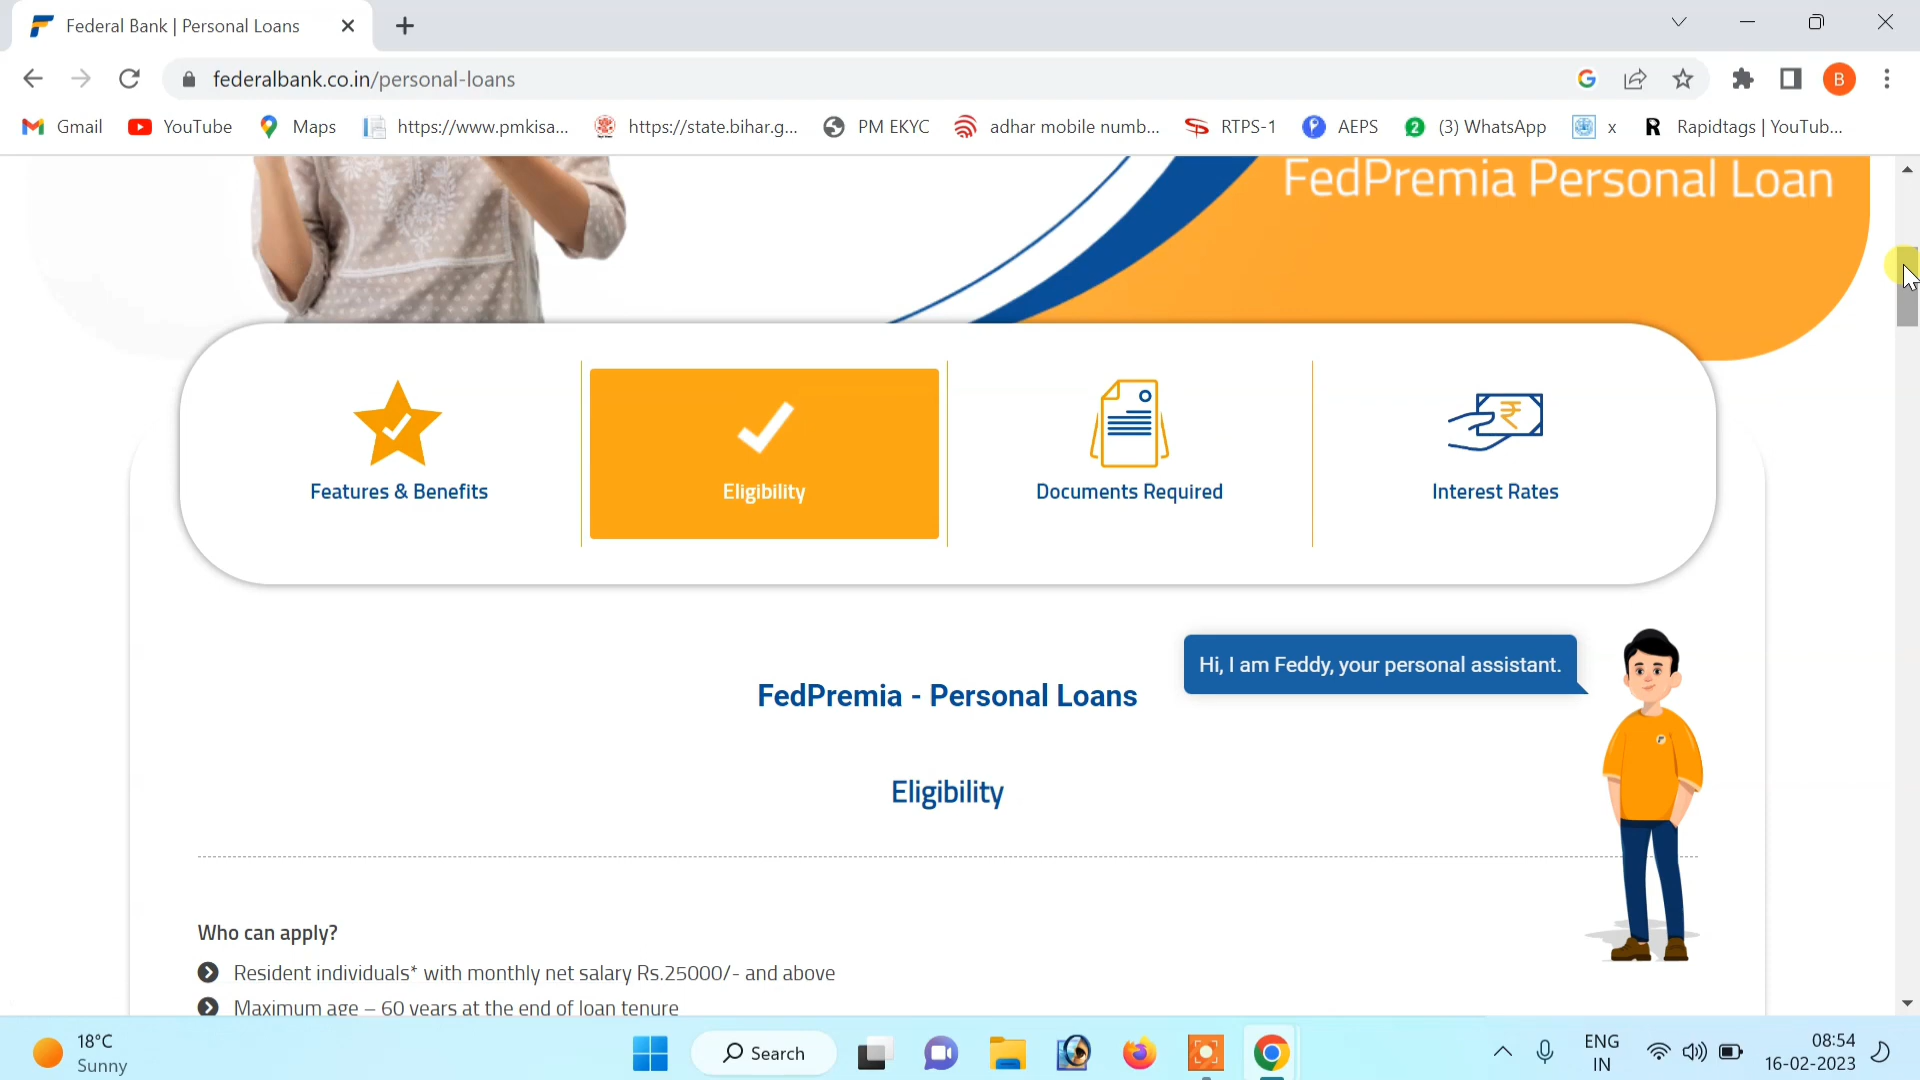 Federal Bank | Personal Loans
federalbank.co.in/personal-loans
B
Gmail
YouTube
Maps
https://www.pmkisa...
https://state.bihar.g...
PM EKYC
adhar mobile numb...
RTPS-1
AEPS
2
(3) WhatsApp
x
R
Rapidtags | YouTub...
FedPremia Personal Loan
Features & Benefits
Eligibility
Documents Required
Interest Rates
Hi, I am Feddy, your personal assistant.
FedPremia - Personal Loans
Eligibility
Who can apply?
Resident individuals* with monthly net salary Rs.25000/- and above
Maximum age – 60 years at the end of loan tenure
18°C
Sunny
Search
ENG
IN
08:54
16-02-2023